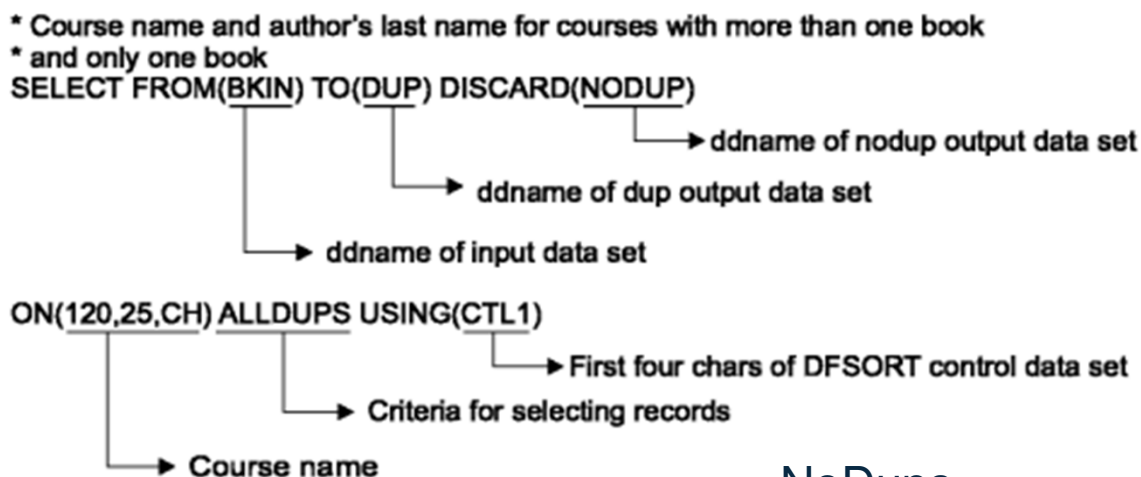 * Course name and author's last name for courses with more than one book
* and only one book
SELECT FROM(BKIN) TO(DUP) DISCARD(NODUP)
ddname of nodup output data set
ddname of dup output data set
ddname of input data set
ON(120,25,CH) ALLDUPS USING(CTL1)
First four chars of DFSORT control data set
Criteria for selecting records
Course name